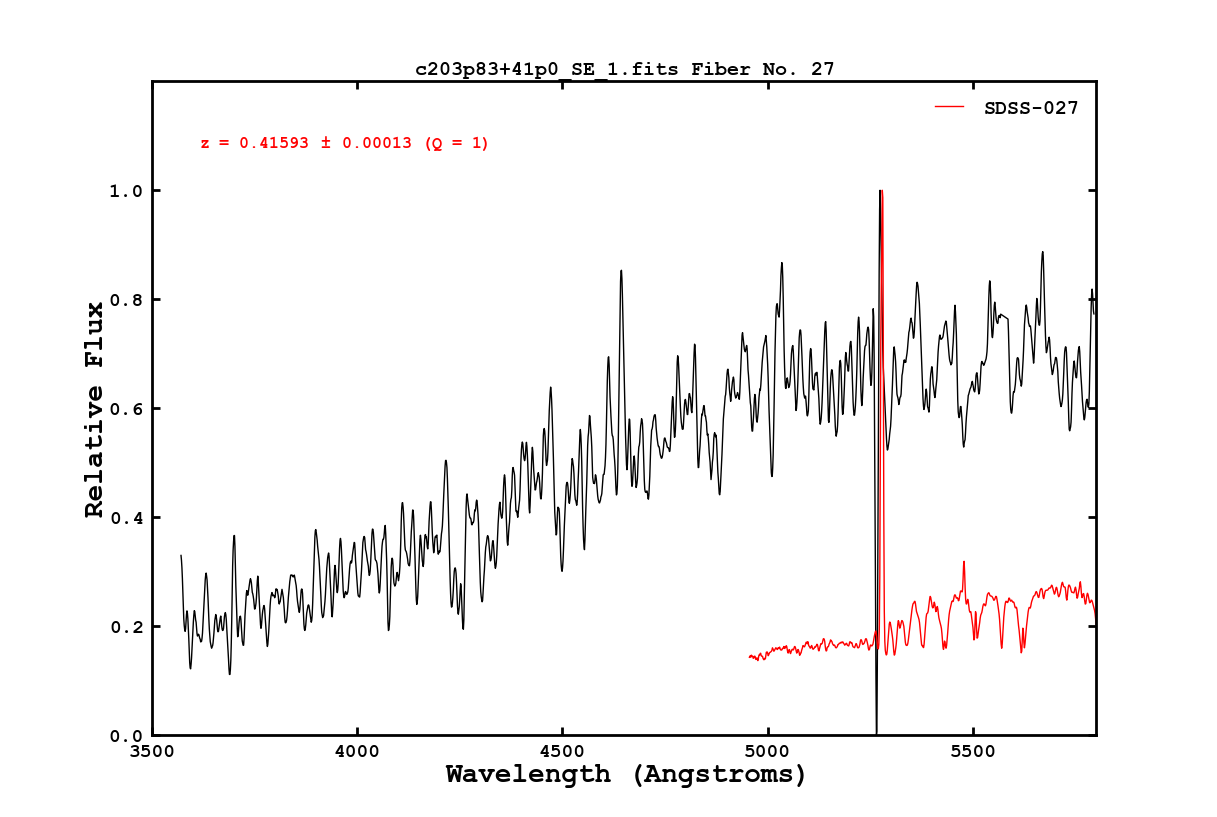 c203p83+41p0_SE_1.fits Fiber No. 27
SDSS-027
z = 0.41593 ± 0.00013 (Q = 1)
1.0
0.8
0.6
0.4
0.2
0.0
Relative Flux
3500 4000 4500 5000 5500
Wavelength (Angstroms)